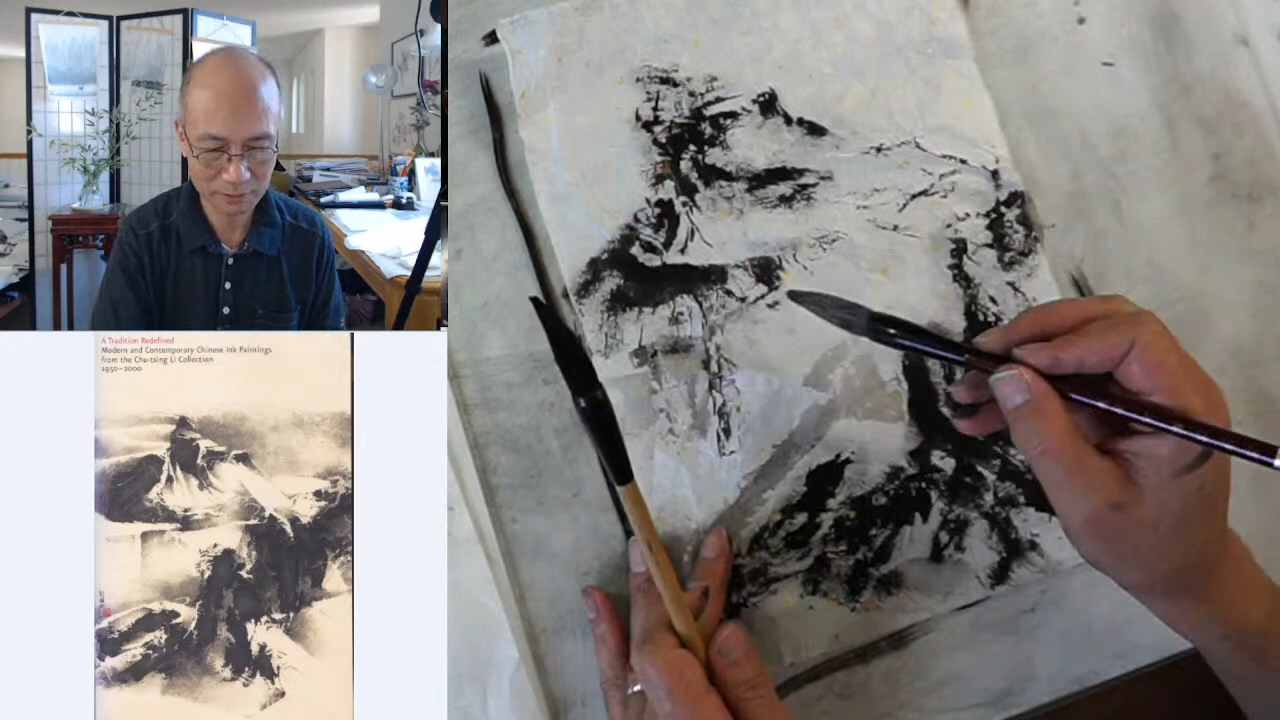 A Tradition Redefined
Modern and Contemporary Chinese Ink Paintings
from the Chu-tsing Li Collection
1950–2000